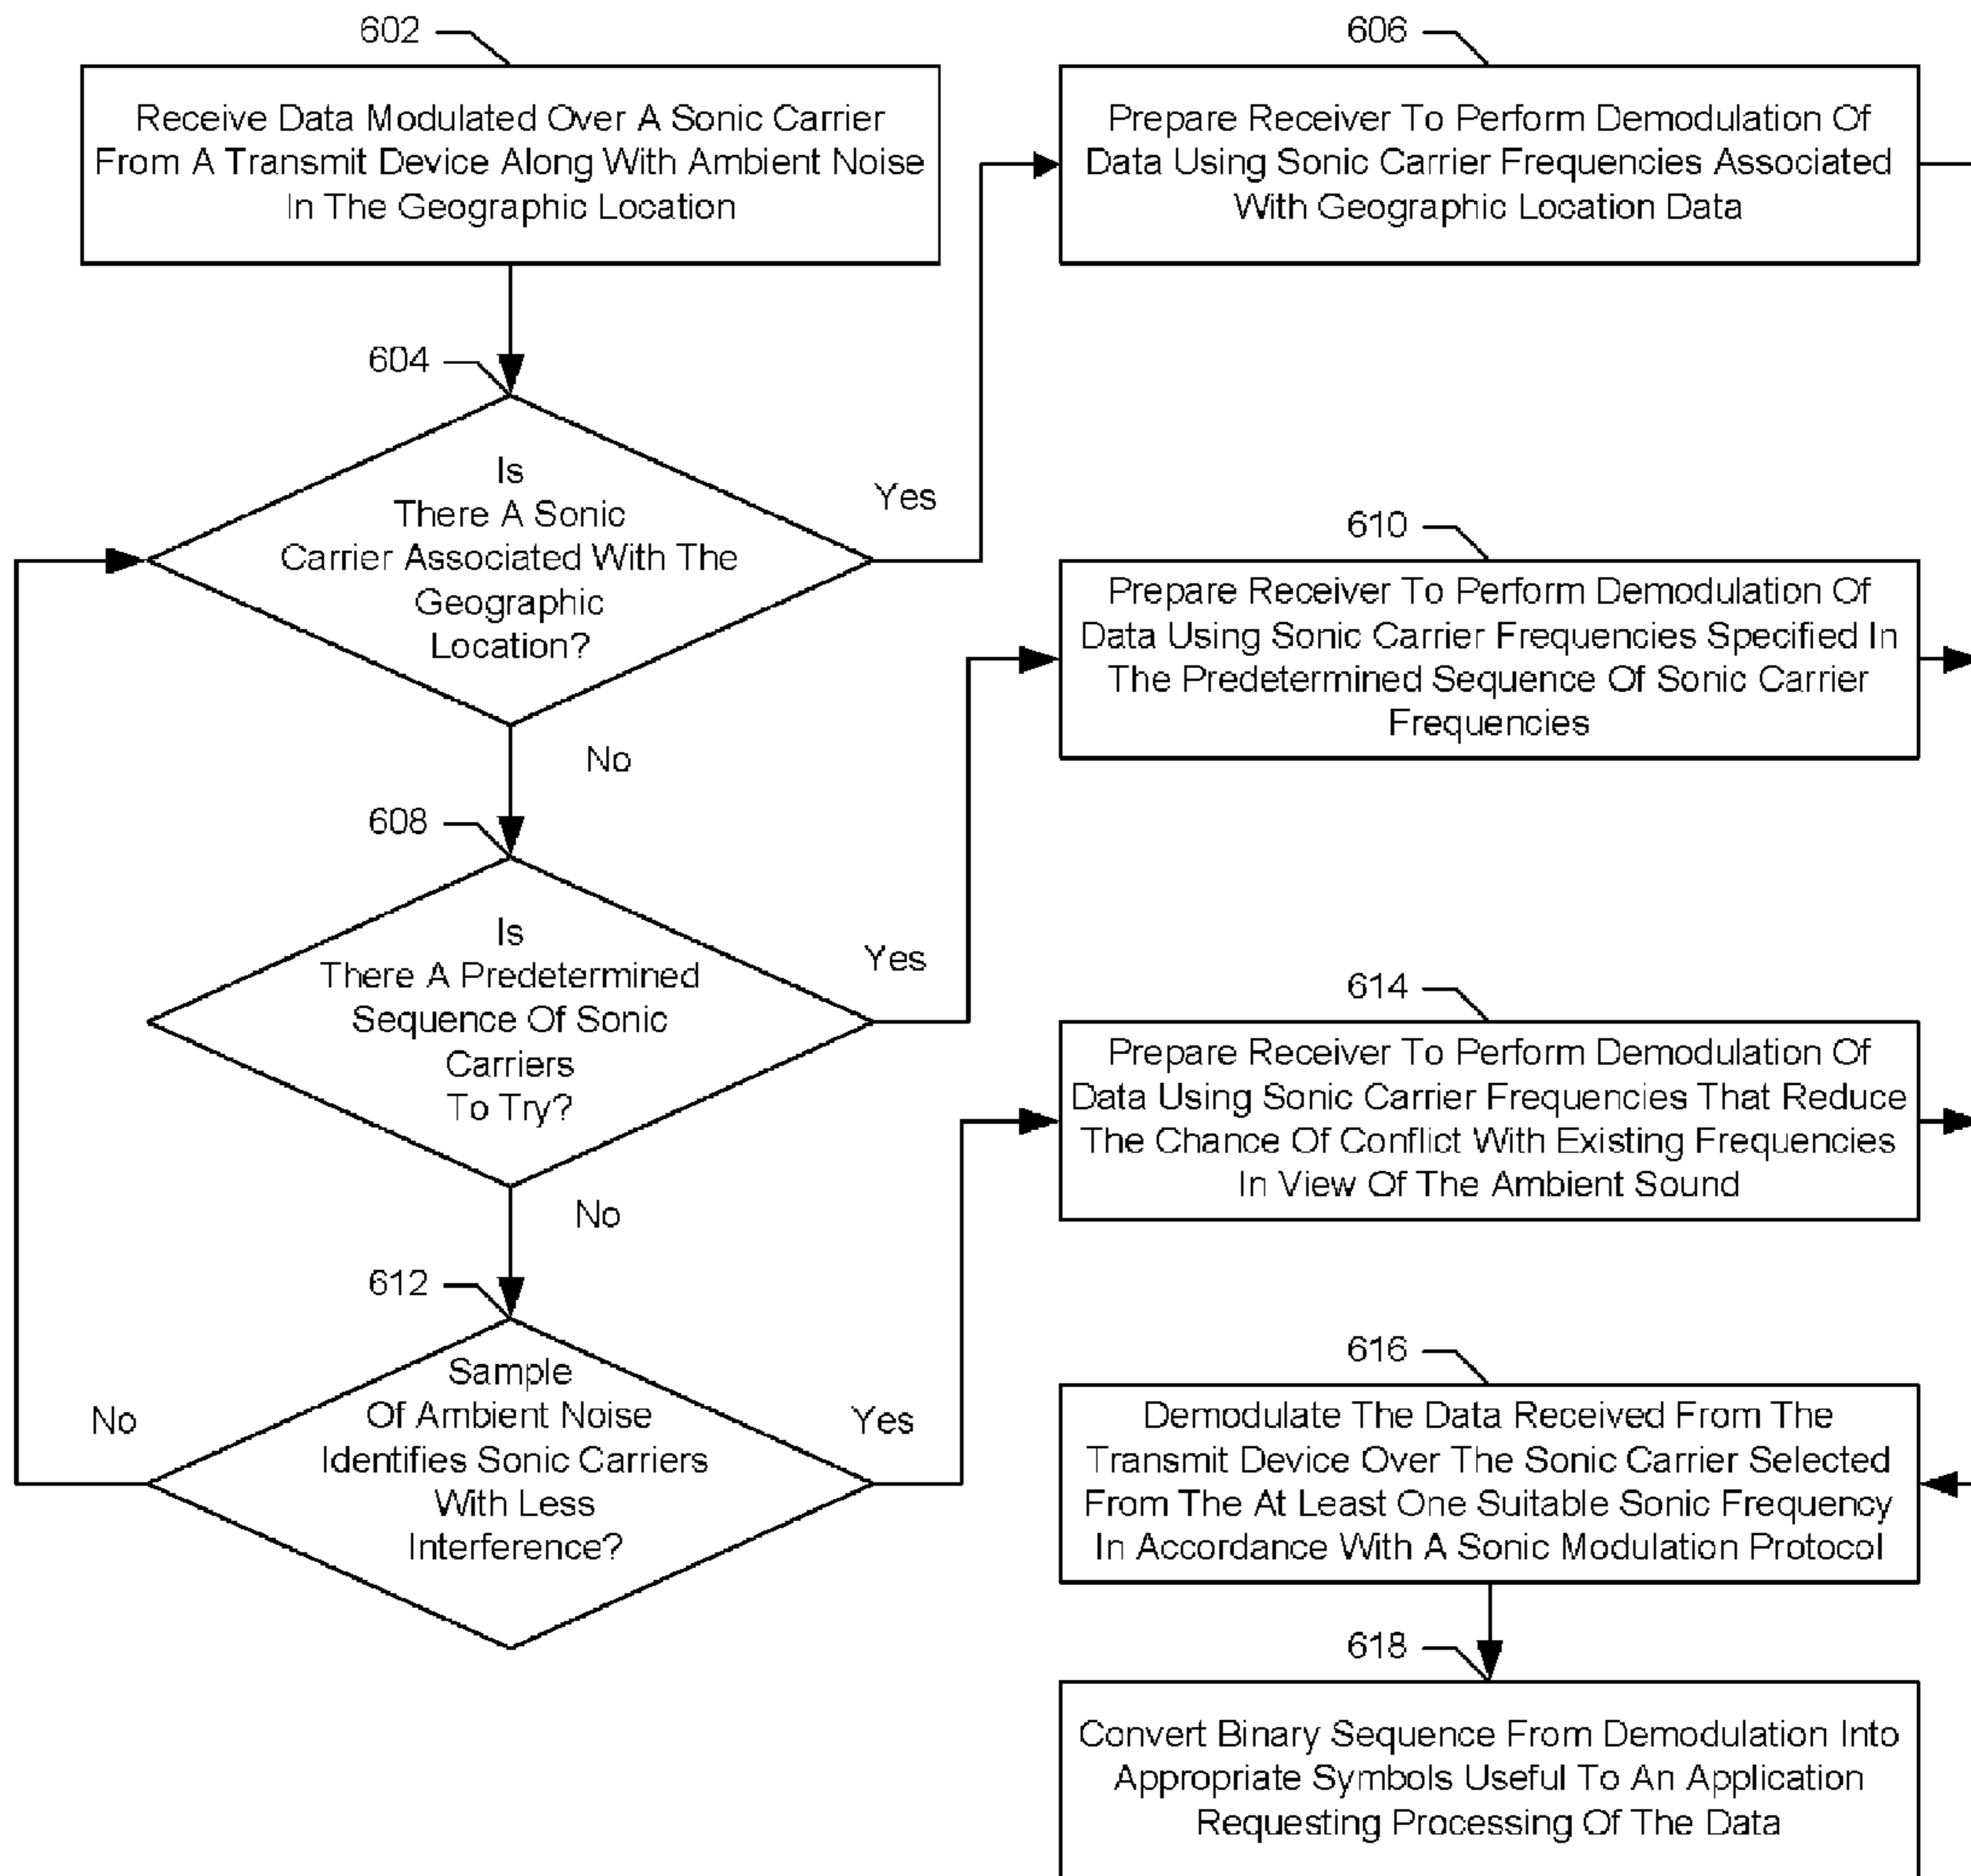 602
Receive Data Modulated Over A Sonic Carrier
From A Transmit Device Along With Ambient Noise
In The Geographic Location
604
Is
There A Sonic
Carrier Associated With The
Geographic
Location?
Yes
No
606
Prepare Receiver To Perform Demodulation Of
Data Using Sonic Carrier Frequencies Associated
With Geographic Location Data
608
Is
There A Predetermined
Sequence Of Sonic
Carriers
To Try?
Yes
No
610
Prepare Receiver To Perform Demodulation Of
Data Using Sonic Carrier Frequencies Specified In
The Predetermined Sequence Of Sonic Carrier
Frequencies
612
Sample
Of Ambient Noise
Identifies Sonic Carriers
With Less
Interference?
No
Yes
614
Prepare Receiver To Perform Demodulation Of
Data Using Sonic Carrier Frequencies That Reduce
The Chance Of Conflict With Existing Frequencies
In View Of The Ambient Sound
616
Demodulate The Data Received From The
Transmit Device Over The Sonic Carrier Selected
From The At Least One Suitable Sonic Frequency
In Accordance With A Sonic Modulation Protocol
618
Convert Binary Sequence From Demodulation Into
Appropriate Symbols Useful To An Application
Requesting Processing Of The Data